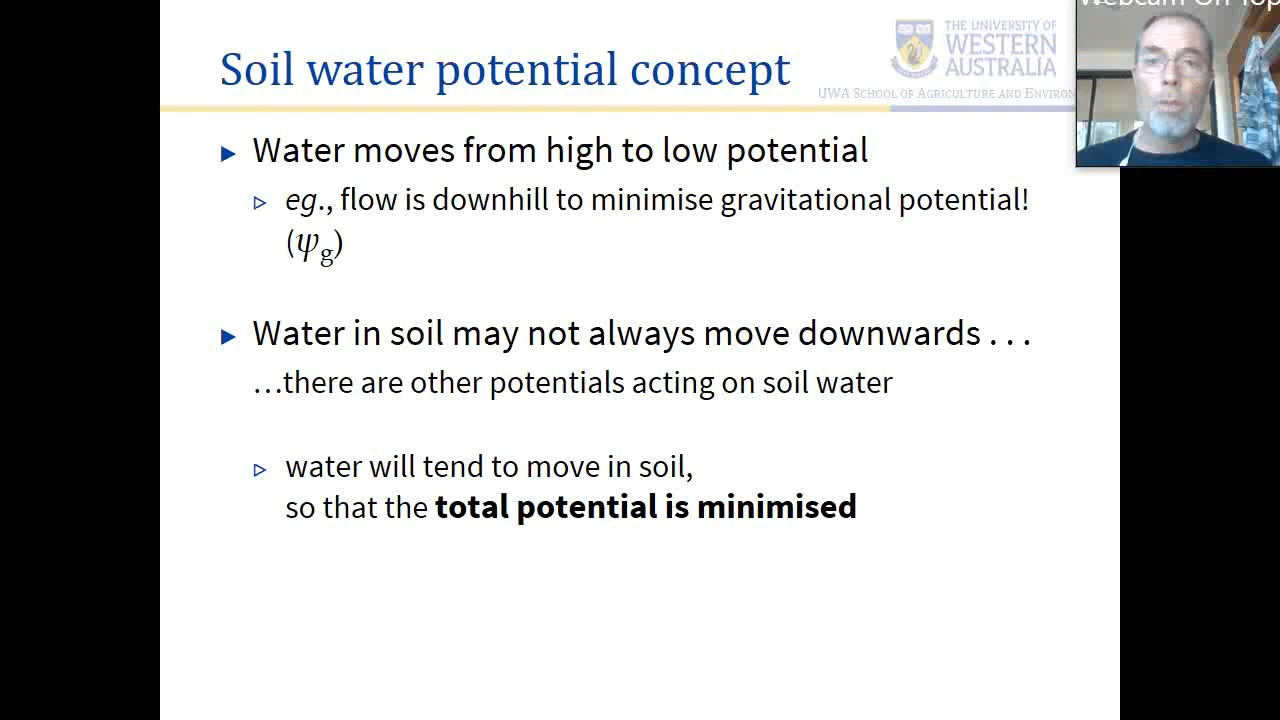 Webcam On Top
Soil water potential concept
THE UNIVERSITY OF
WESTERN
AUSTRALIA
UWA SCHOOL OF AGRICULTURE AND
► Water moves from high to low potential
▷ eg., flow is downhill to minimise gravitational potential!
(ψg)
► Water in soil may not always move downwards . . .
…there are other potentials acting on soil water
▷ water will tend to move in soil,
so that the total potential is minimised